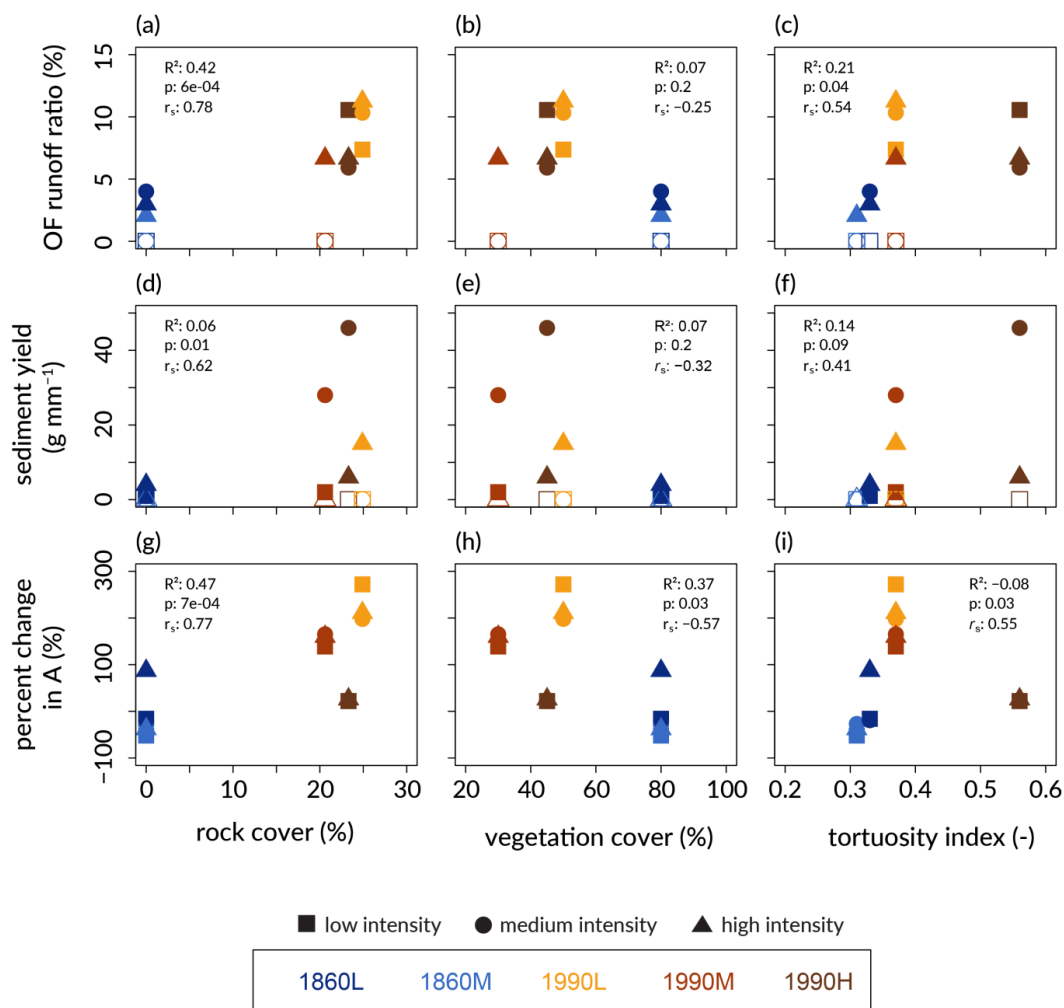 (a) (b) (c)
OF runoff ratio (%)
15
10
5
0
R²: 0.42
p: 6e-04
rₛ: 0.78
R²: 0.07
p: 0.2
rₛ: −0.25
R²: 0.21
p: 0.04
rₛ: 0.54
(d) (e) (f)
sediment yield
(g mm⁻¹)
40
20
0
R²: 0.06
p: 0.01
rₛ: 0.62
R²: 0.07
p: 0.2
rₛ: −0.32
R²: 0.14
p: 0.09
rₛ: 0.41
(g) (h) (i)
percent change
in A (%)
300
100
−100
R²: 0.47
p: 7e-04
rₛ: 0.77
R²: 0.37
p: 0.03
rₛ: −0.57
R²: −0.08
p: 0.03
rₛ: 0.55
0 10 20 30
20 40 60 80 100
0.2 0.3 0.4 0.5 0.6
rock cover (%)
vegetation cover (%)
tortuosity index (-)
low intensity medium intensity high intensity
1860L 1860M 1990L 1990M 1990H